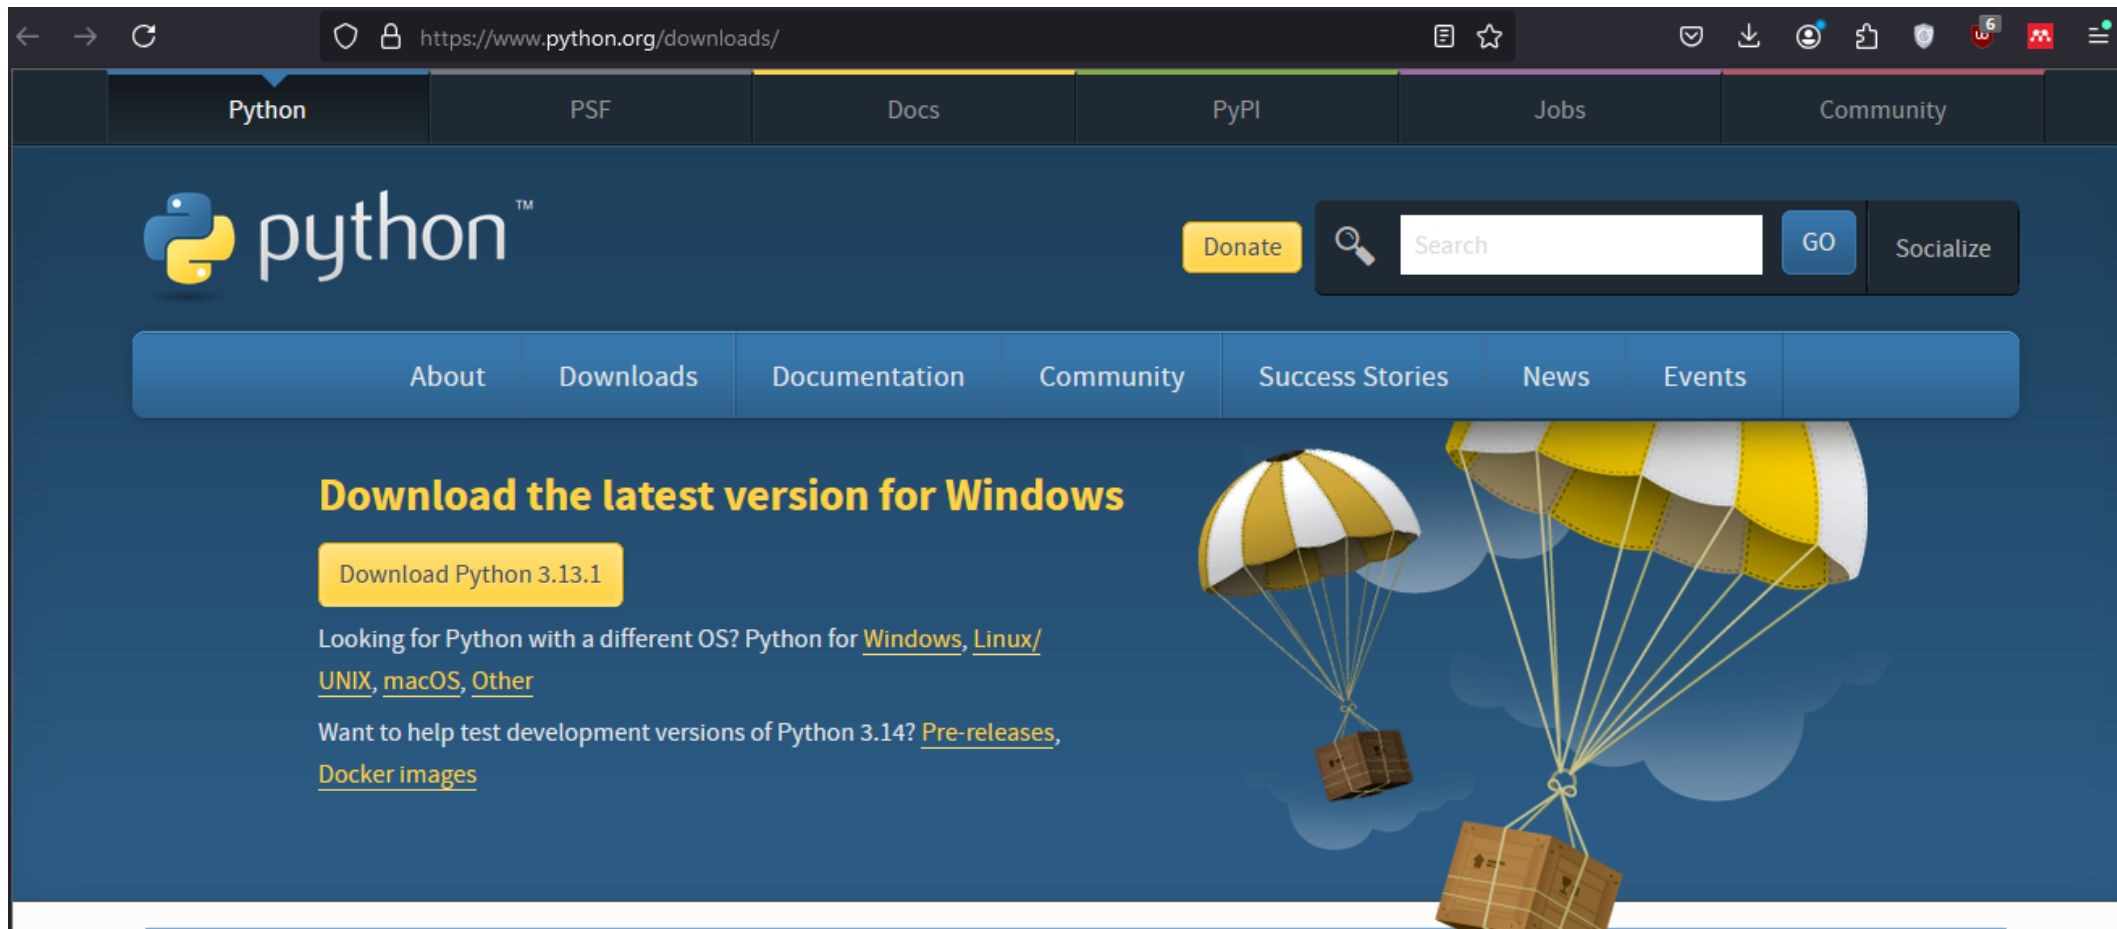 https://www.python.org/downloads/
6
Python PSF Docs PyPI Jobs Community
python™
Donate Search GO Socialize
About Downloads Documentation Community Success Stories News Events
Download the latest version for Windows
Download Python 3.13.1
Looking for Python with a different OS? Python for Windows, Linux/
UNIX, macOS, Other
Want to help test development versions of Python 3.14? Pre-releases,
Docker images